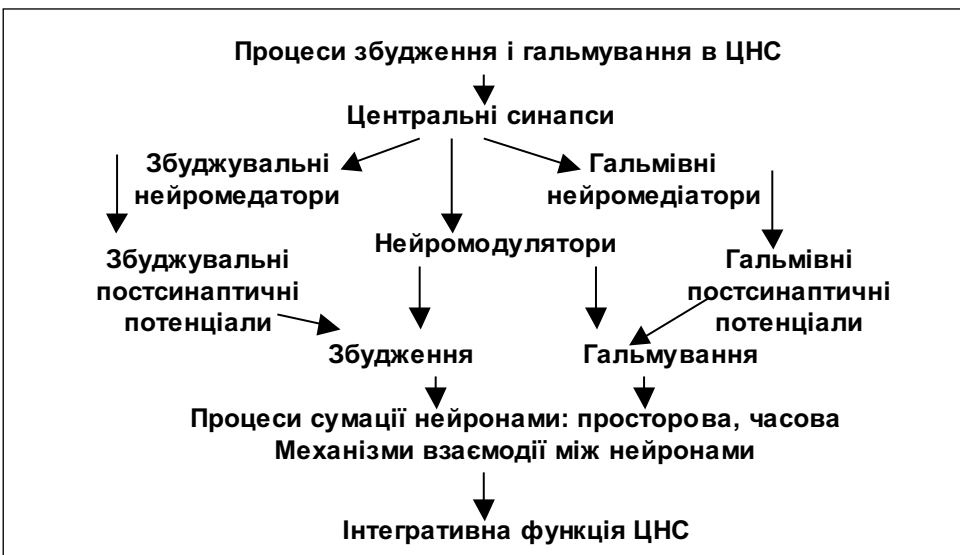 Процеси збудження і гальмування в ЦНС
Центральні синапси
Збуджувальні
нейромедатори
Гальмівні
нейромедіатори
Нейромодулятори
Збуджувальні
постсинаптичні
потенціали
Гальмівні
постсинаптичні
потенціали
Збудження
Гальмування
Процеси сумації нейронами: просторова, часова
Механізми взаємодії між нейронами
Інтегративна функція ЦНС